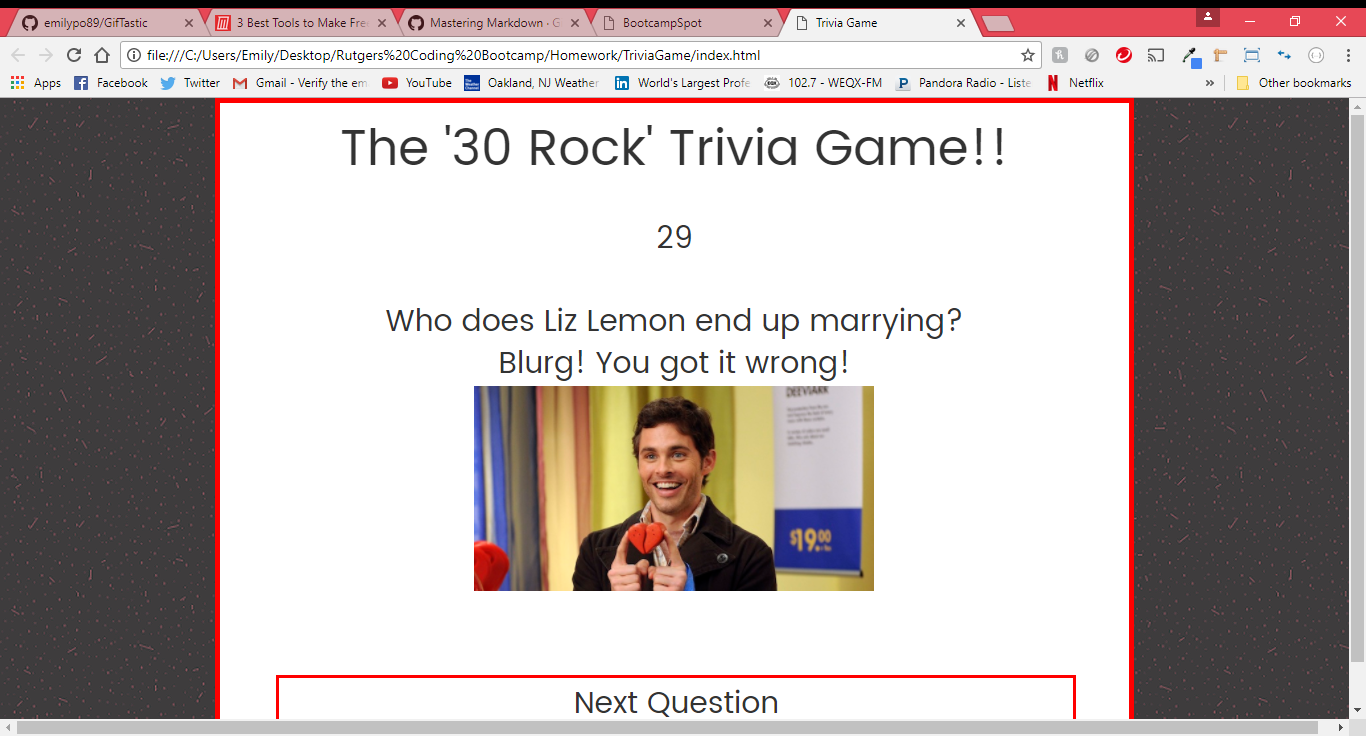 emilypo89/GifTastic
3 Best Tools to Make Fre
Mastering Markdown · G
BootcampSpot
Trivia Game
file:///C:/Users/Emily/Desktop/Rutgers%20Coding%20Bootcamp/Homework/TriviaGame/index.html
Apps
Facebook
Twitter
Gmail - Verify the em
YouTube
Oakland, NJ Weather
World's Largest Profe
102.7 - WEQX-FM
Pandora Radio - Liste
Netflix
»
Other bookmarks
The '30 Rock' Trivia Game!!
29
Who does Liz Lemon end up marrying?
Blurg! You got it wrong!
$19.00
Next Question